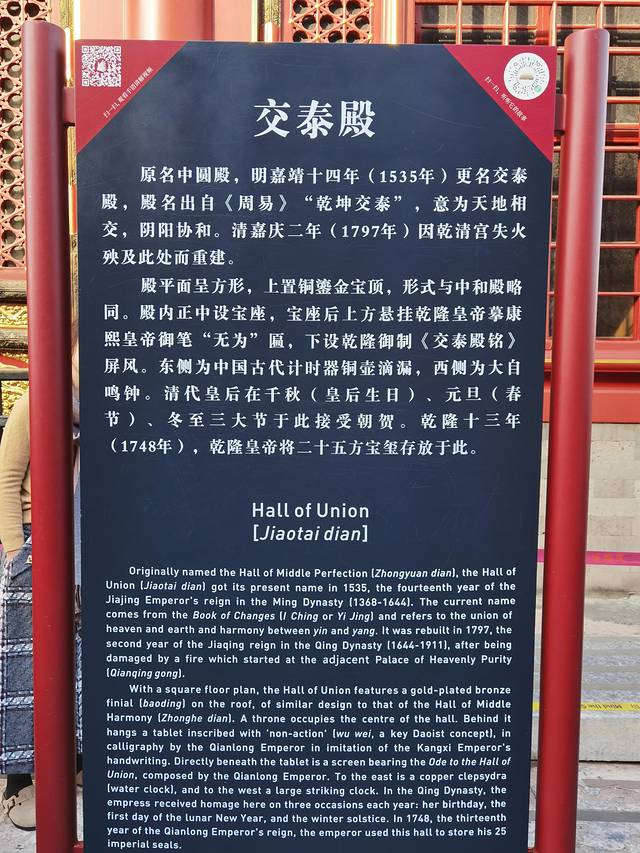 扫一扫,观看手语讲解视频
扫一扫,听听它的故事
交泰殿
原名中圆殿，明嘉靖十四年（1535年）更名交泰
殿，殿名出自《周易》“乾坤交泰”，意为天地相
交，阴阳协和。清嘉庆二年（1797年）因乾清宫失火
殃及此处而重建。
殿平面呈方形，上置铜鎏金宝顶，形式与中和殿略
同。殿内正中设宝座，宝座后上方悬挂乾隆皇帝摹康
熙皇帝御笔“无为”匾，下设乾隆御制《交泰殿铭》
屏风。东侧为中国古代计时器铜壶滴漏，西侧为大自
鸣钟。清代皇后在千秋（皇后生日）、元旦（春
节）、冬至三大节于此接受朝贺。乾隆十三年
（1748年），乾隆皇帝将二十五方宝玺存放于此。
Hall of Union
[Jiaotai dian]
Originally named the Hall of Middle Perfection (Zhongyuan dian), the Hall of
Union (Jiaotai dian) got its present name in 1535, the fourteenth year of the
Jiajing Emperor's reign in the Ming Dynasty (1368-1644). The current name
comes from the Book of Changes (I Ching or Yi Jing) and refers to the union of
heaven and earth and harmony between yin and yang. It was rebuilt in 1797, the
second year of the Jiaqing reign in the Qing Dynasty (1644-1911), after being
damaged by a fire which started at the adjacent Palace of Heavenly Purity
(Qianqing gong).
With a square floor plan, the Hall of Union features a gold-plated bronze
finial (baoding) on the roof, of similar design to that of the Hall of Middle
Harmony (Zhonghe dian). A throne occupies the centre of the hall. Behind it
hangs a tablet inscribed with 'non-action' (wu wei, a key Daoist concept), in
calligraphy by the Qianlong Emperor in imitation of the Kangxi Emperor's
handwriting. Directly beneath the tablet is a screen bearing the Ode to the Hall of
Union, composed by the Qianlong Emperor. To the east is a copper clepsydra
(water clock), and to the west a large striking clock. In the Qing Dynasty, the
empress received homage here on three occasions each year: her birthday, the
first day of the lunar New Year, and the winter solstice. In 1748, the thirteenth
year of the Qianlong Emperor's reign, the emperor used this hall to store his 25
imperial seals.